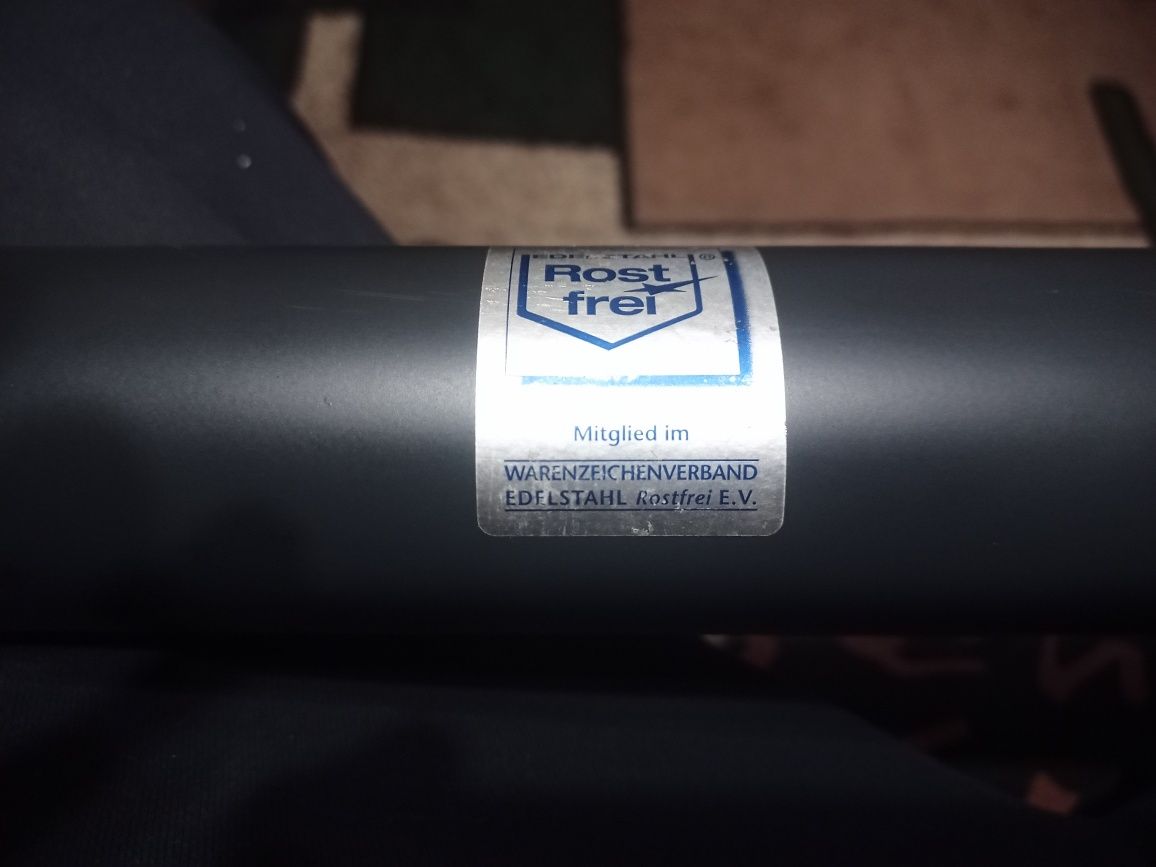 EDELSTAHL ®
Rost
frei
Mitglied im
WARENZEICHENVERBAND
EDELSTAHL Rostfrei E.V.